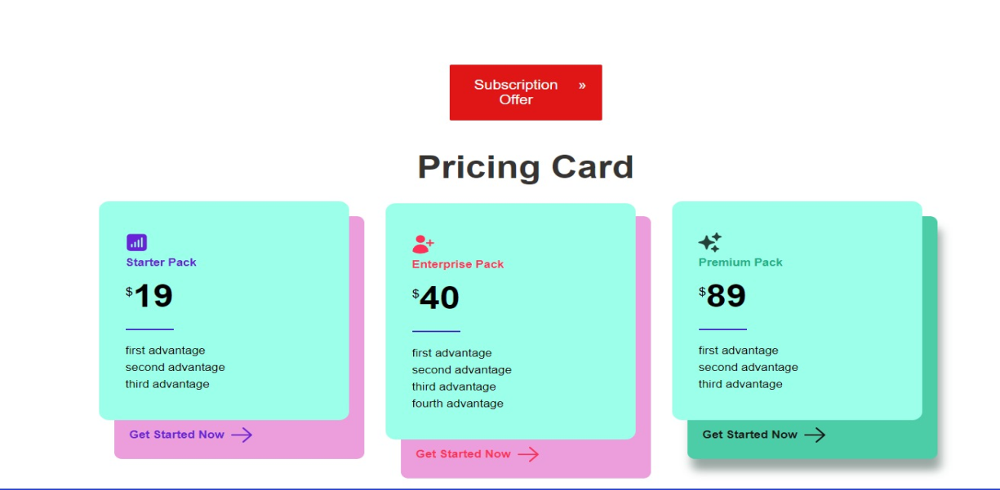 Subscription »
Offer
Pricing Card
Starter Pack
$19
first advantage
second advantage
third advantage
Get Started Now
Enterprise Pack
$40
first advantage
second advantage
third advantage
fourth advantage
Get Started Now
Premium Pack
$89
first advantage
second advantage
third advantage
Get Started Now